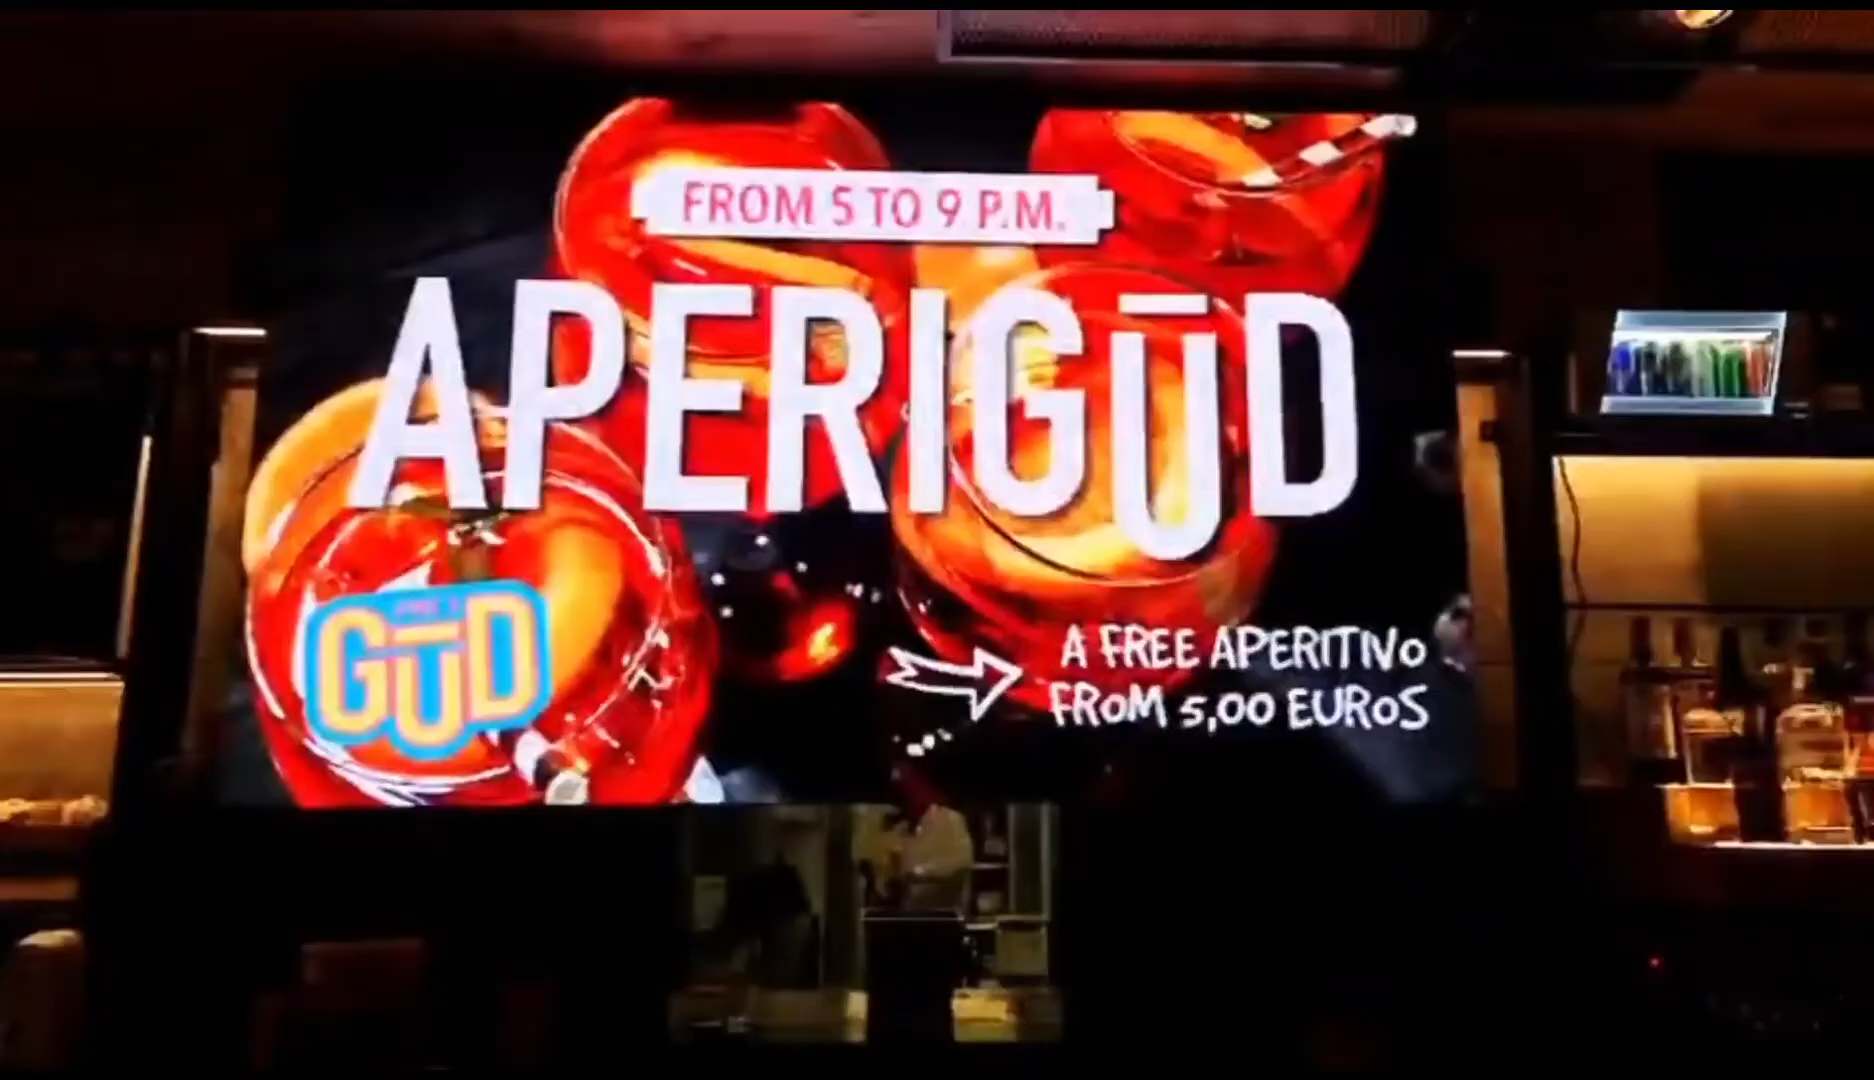 FROM 5 TO 9 P.M.
APERIGŪD
GŪD
A FREE APERITIVO
FROM 5,00 EUROS